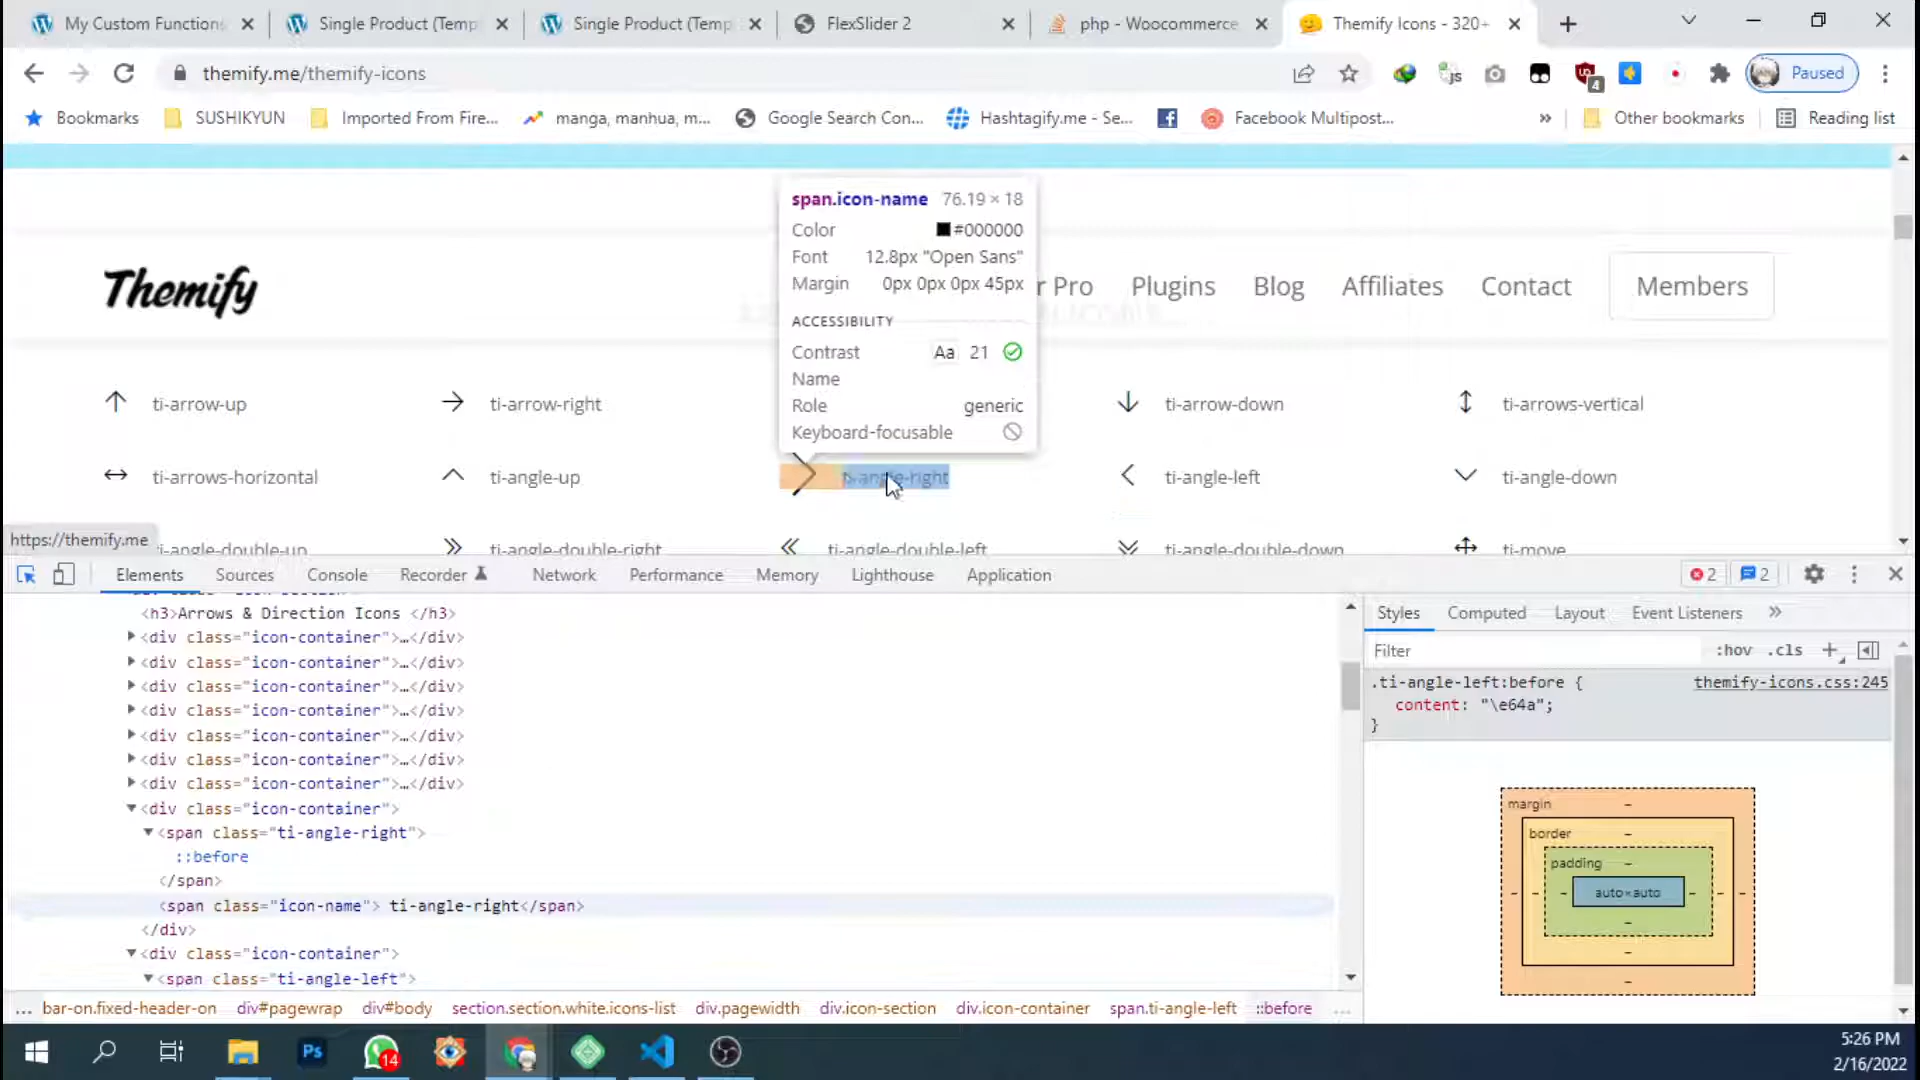 My Custom Functions
Single Product (Temp
Single Product (Temp
FlexSlider 2
php - Woocommerce
Themify Icons - 320+
themify.me/themify-icons
4
Paused
Bookmarks
SUSHIKYUN
Imported From Fire...
manga, manhua, m...
Google Search Con...
Hashtagify.me - Se...
Facebook Multipost...
»
Other bookmarks
Reading list
span.icon-name 76.19 × 18
Color #000000
Font 12.8px "Open Sans"
Margin 0px 0px 0px 45px
ACCESSIBILITY
Contrast Aa 21
Name
Role generic
Keyboard-focusable
Themify
r Pro
Plugins
Blog
Affiliates
Contact
Members
ti-arrow-up
ti-arrow-right
ti-arrow-down
ti-arrows-vertical
ti-arrows-horizontal
ti-angle-up
ti-angle-right
ti-angle-left
ti-angle-down
https://themify.me
ti-angle-double-up
ti-angle-double-right
ti-angle-double-left
ti-angle-double-down
ti-move
Elements
Sources
Console
Recorder
Network
Performance
Memory
Lighthouse
Application
2
2
<h3>Arrows & Direction Icons </h3>
<div class="icon-container">…</div>
<div class="icon-container">…</div>
<div class="icon-container">…</div>
<div class="icon-container">…</div>
<div class="icon-container">…</div>
<div class="icon-container">…</div>
<div class="icon-container">…</div>
<div class="icon-container">
<span class="ti-angle-right">
::before
</span>
<span class="icon-name"> ti-angle-right</span>
</div>
<div class="icon-container">
<span class="ti-angle-left">
... bar-on.fixed-header-on div#pagewrap div#body section.section.white.icons-list div.pagewidth div.icon-section div.icon-container span.ti-angle-left ::before ...
Styles
Computed
Layout
Event Listeners
»
Filter
:hov .cls
.ti-angle-left:before {
themify-icons.css:245
content: "\e64a";
}
margin –
border –
padding –
– – – auto×auto – – –
–
–
–
Ps
14
5:26 PM
2/16/2022